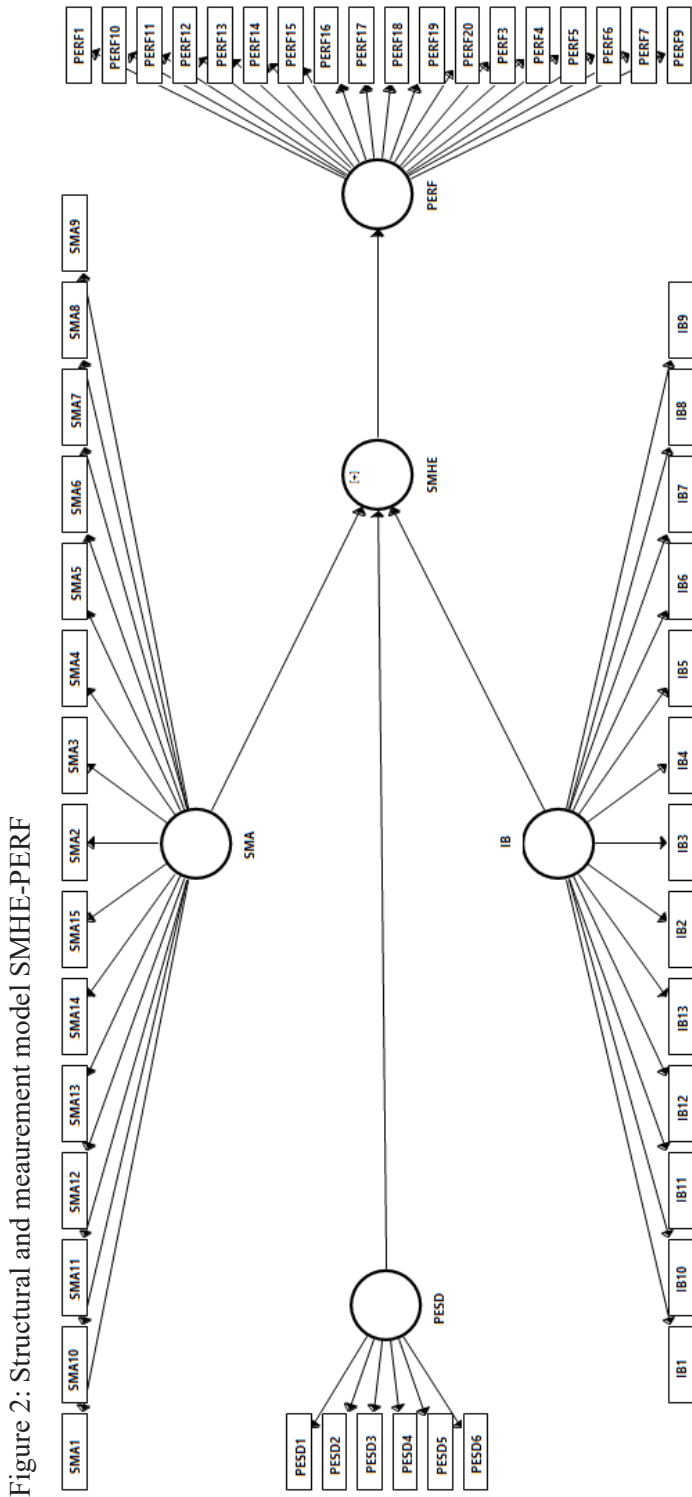 Figure 2: Structural and meaurement model SMHE-PERF
SMA1
SMA10
SMA11
SMA12
SMA13
SMA14
SMA15
SMA2
SMA3
SMA4
SMA5
SMA6
SMA7
SMA8
SMA9
SMA
PESD1
PESD2
PESD3
PESD4
PESD5
PESD6
PESD
[+]
SMHE
PERF
PERF1
PERF10
PERF11
PERF12
PERF13
PERF14
PERF15
PERF16
PERF17
PERF18
PERF19
PERF20
PERF3
PERF4
PERF5
PERF6
PERF7
PERF9
IB
IB1
IB10
IB11
IB12
IB13
IB2
IB3
IB4
IB5
IB6
IB7
IB8
IB9